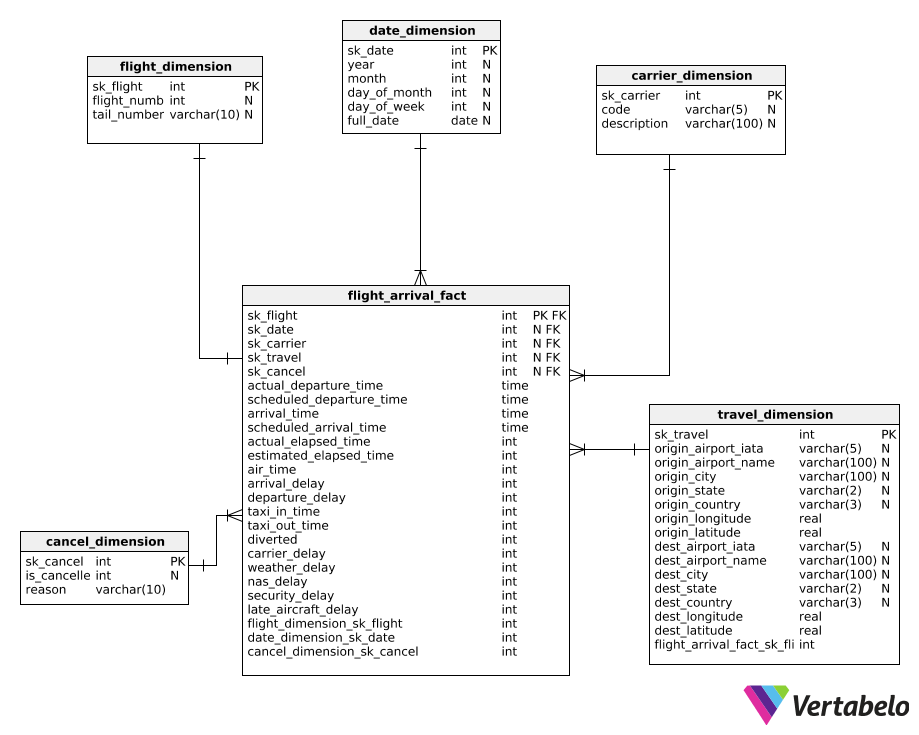 date_dimension
sk_date int PK
year int N
month int N
day_of_month int N
day_of_week int N
full_date date N
flight_dimension
sk_flight int PK
flight_numb int N
tail_number varchar(10) N
carrier_dimension
sk_carrier int PK
code varchar(5) N
description varchar(100) N
flight_arrival_fact
sk_flight int PK FK
sk_date int N FK
sk_carrier int N FK
sk_travel int N FK
sk_cancel int N FK
actual_departure_time time
scheduled_departure_time time
arrival_time time
scheduled_arrival_time time
actual_elapsed_time int
estimated_elapsed_time int
air_time int
arrival_delay int
departure_delay int
taxi_in_time int
taxi_out_time int
diverted int
carrier_delay int
weather_delay int
nas_delay int
security_delay int
late_aircraft_delay int
flight_dimension_sk_flight int
date_dimension_sk_date int
cancel_dimension_sk_cancel int
travel_dimension
sk_travel int PK
origin_airport_iata varchar(5) N
origin_airport_name varchar(100) N
origin_city varchar(100) N
origin_state varchar(2) N
origin_country varchar(3) N
origin_longitude real
origin_latitude real
dest_airport_iata varchar(5) N
dest_airport_name varchar(100) N
dest_city varchar(100) N
dest_state varchar(2) N
dest_country varchar(3) N
dest_longitude real
dest_latitude real
flight_arrival_fact_sk_fli int
cancel_dimension
sk_cancel int PK
is_cancelle int N
reason varchar(10)
Vertabelo